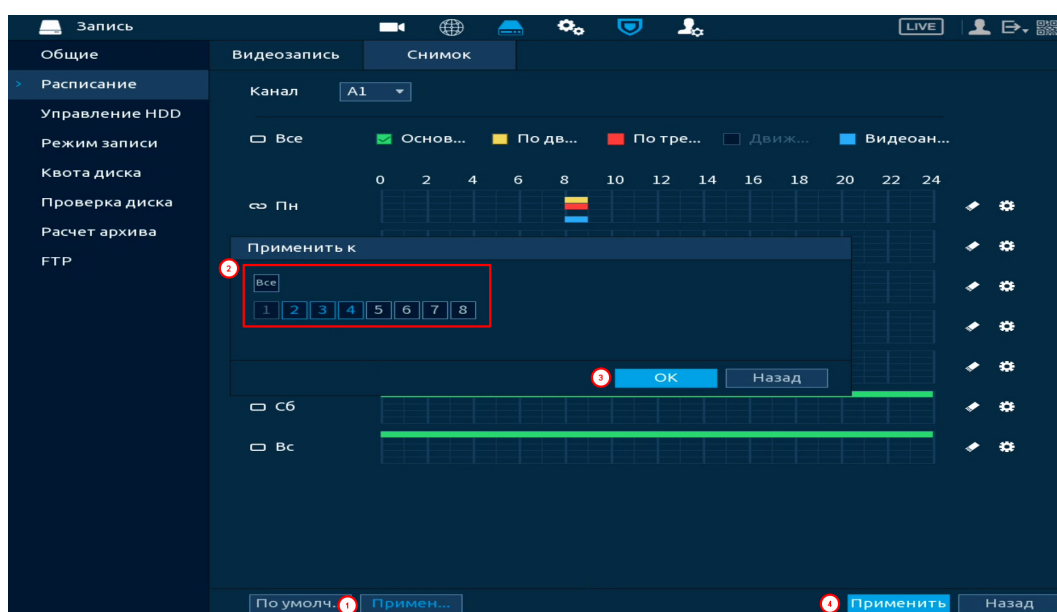 Запись LIVE
Общие Видеозапись Снимок
Расписание Канал A1
Управление HDD
Режим записи Все Основ... По дв... По тре... Движ... Видеоан...
Квота диска 0 2 4 6 8 10 12 14 16 18 20 22 24
Проверка диска Пн
Расчет архива
FTP
Применить к
2
Все
1 2 3 4 5 6 7 8
3 OK Назад
Сб
Вс
По умолч... 1 Примен... 4 Применить Назад